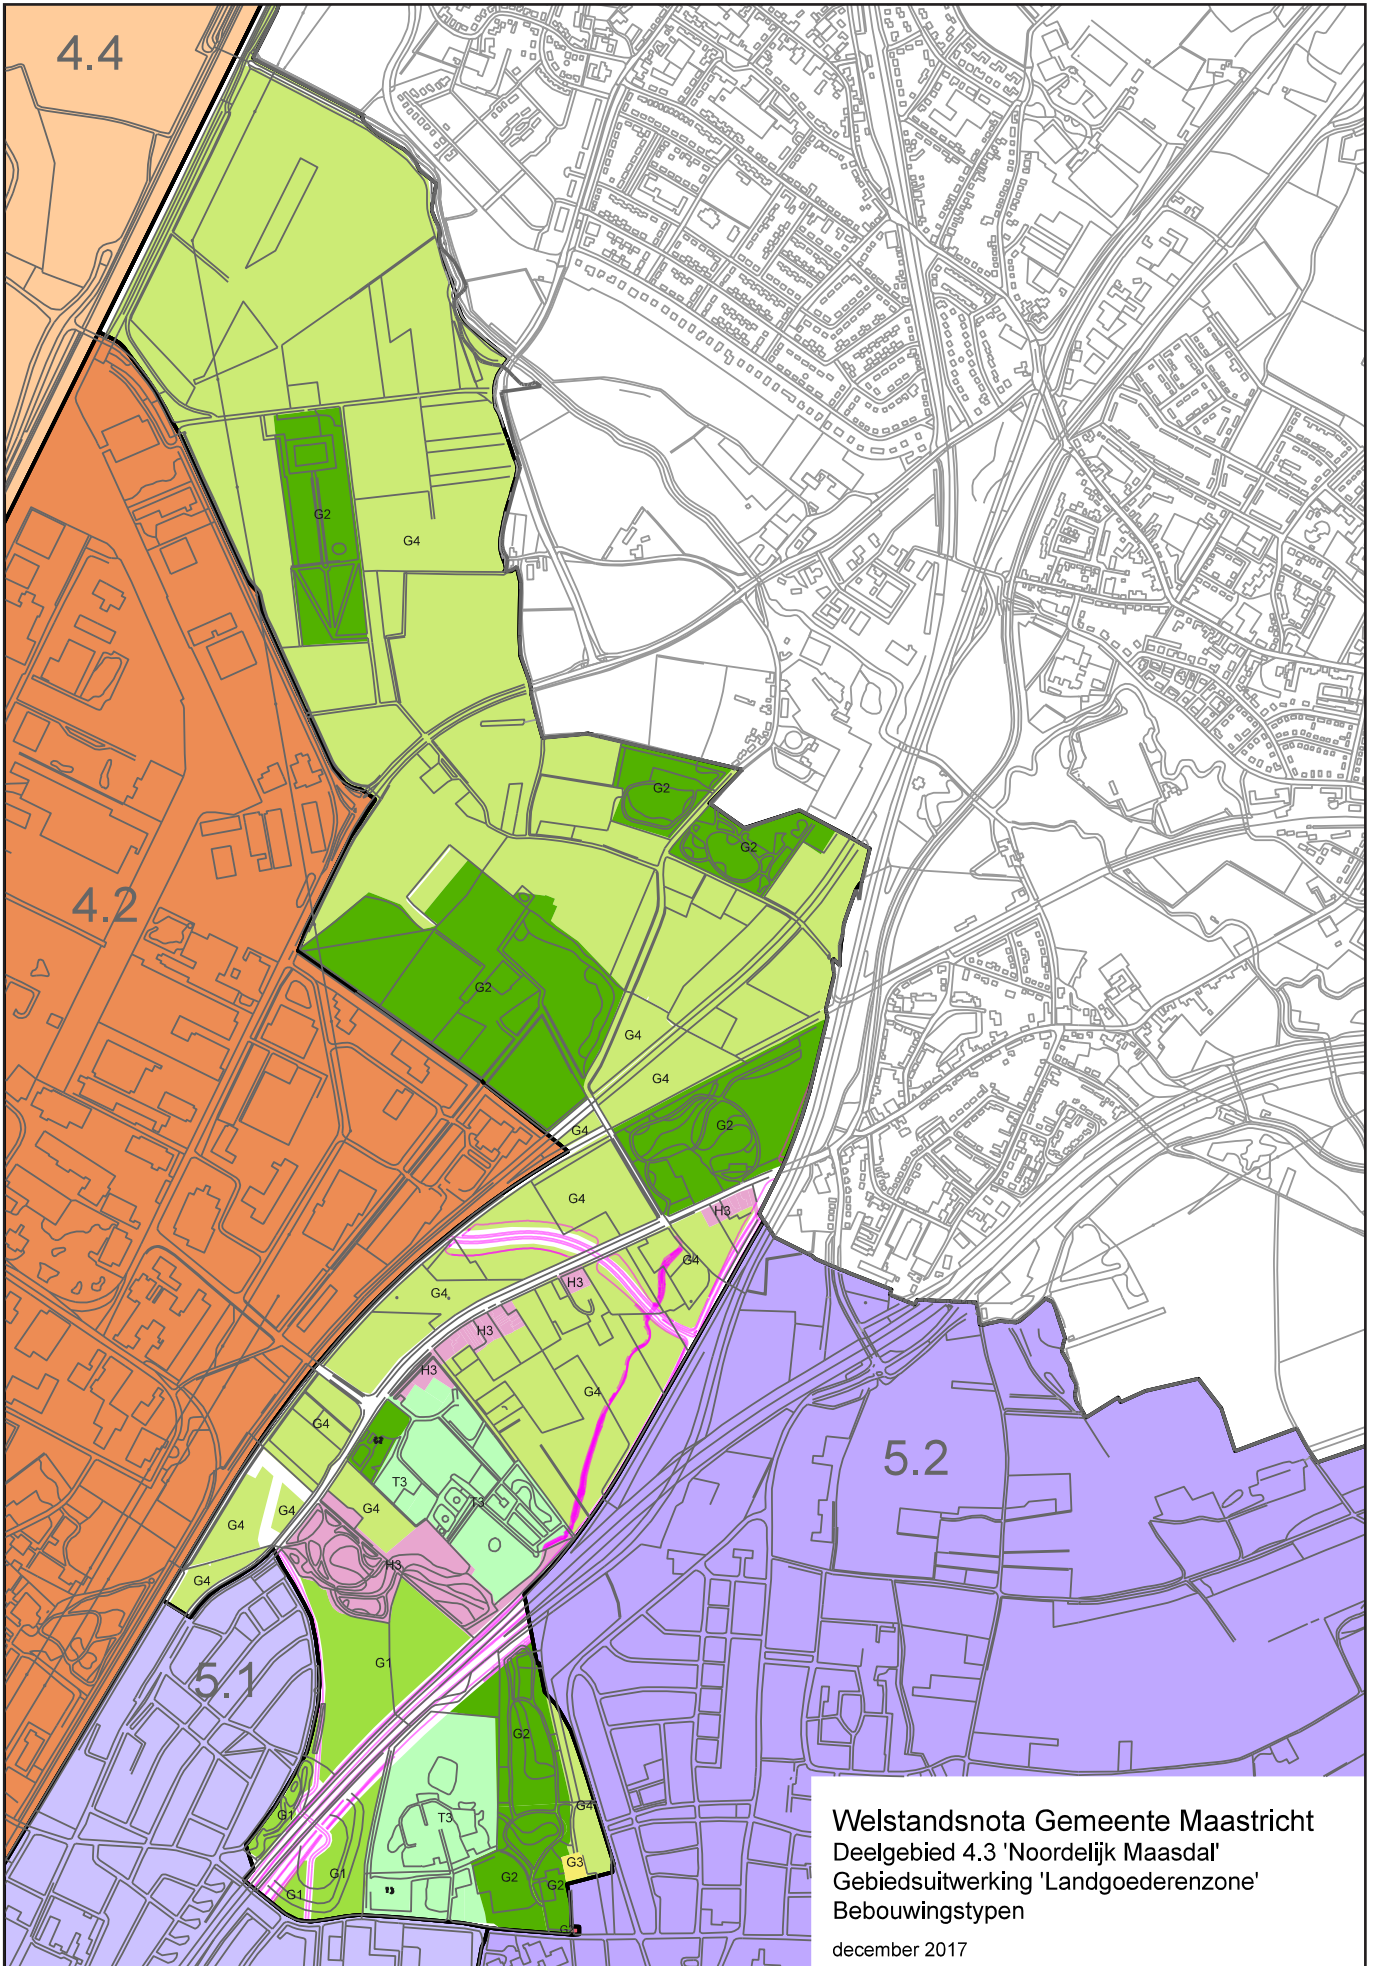 4.4
G2
G4
G2
G2
4.2
G2
G4
G4
G2
G4
G4
H3
G4
H3
G4
H3
H3
G4
G4
5.2
T3
T3
G4
G4
G4
H3
G4
G1
5.1
G2
G4
G1
T3
G3
G1
G2
G2
T3
G1
Welstandsnota Gemeente Maastricht
Deelgebied 4.3 'Noordelijk Maasdal'
Gebiedsuitwerking 'Landgoederenzone'
Bebouwingstypen
december 2017